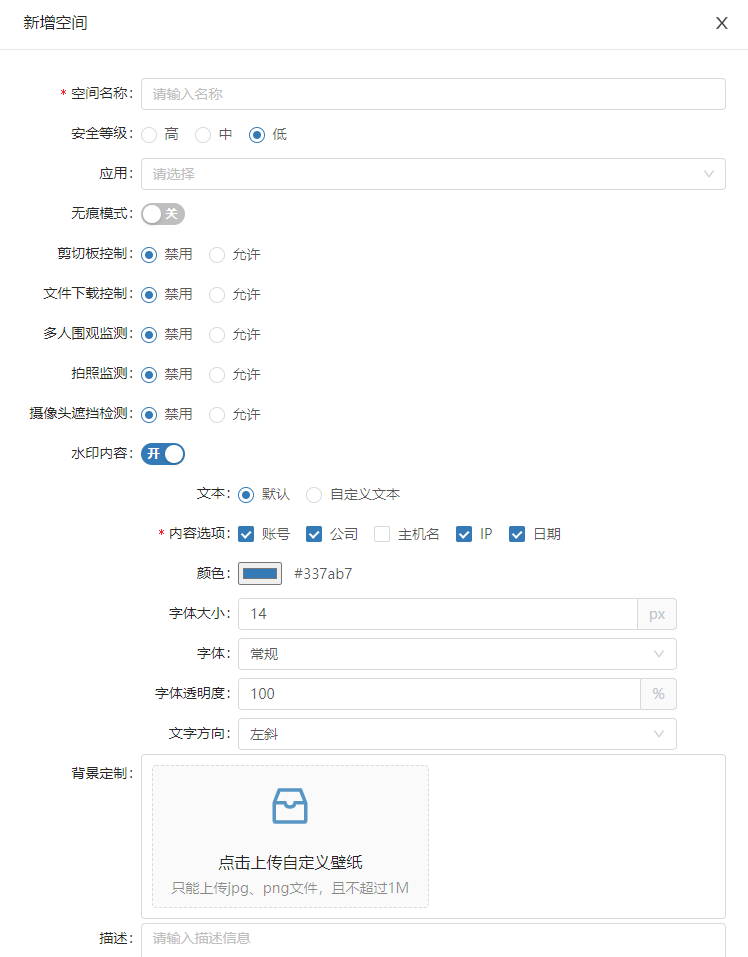 新增空间 X
* 空间名称: 请输入名称
安全等级: 高 中 低
应用: 请选择
无痕模式: 关
剪切板控制: 禁用 允许
文件下载控制: 禁用 允许
多人围观监测: 禁用 允许
拍照监测: 禁用 允许
摄像头遮挡检测: 禁用 允许
水印内容: 开
文本: 默认 自定义文本
* 内容选项: 账号 公司 主机名 IP 日期
颜色: #337ab7
字体大小: 14 px
字体: 常规
字体透明度: 100 %
文字方向: 左斜
背景定制:
点击上传自定义壁纸
只能上传jpg、png文件，且不超过1M
描述: 请输入描述信息